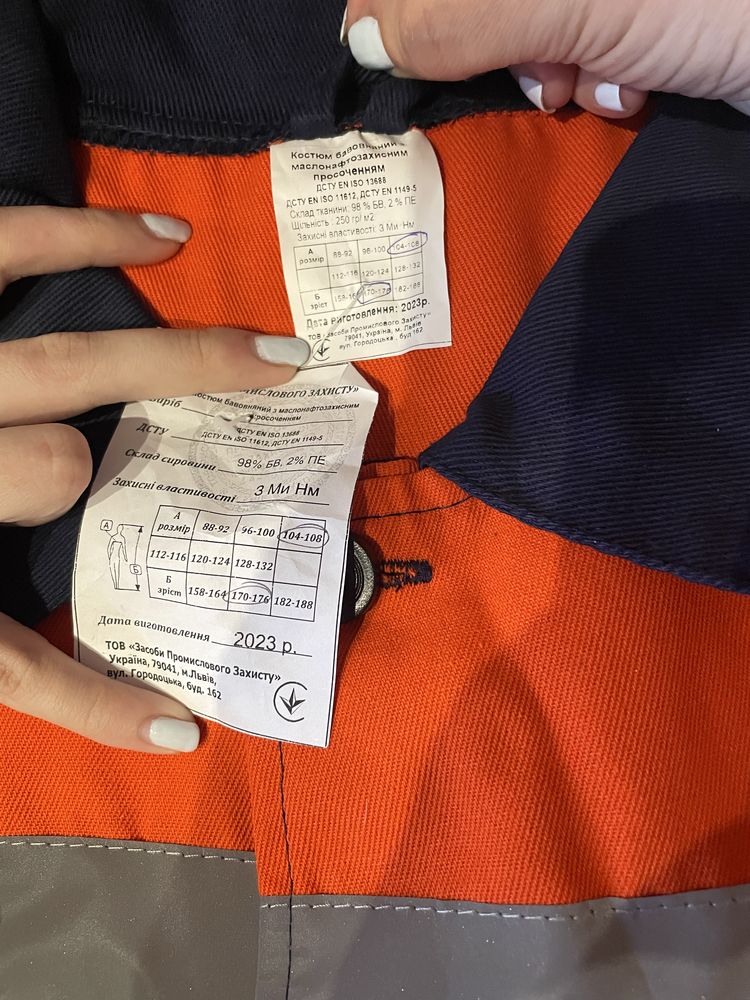 Костюм бавовняний з
маслонафтозахисним
просоченням
ДСТУ EN ISO 13688
ДСТУ EN ISO 11612, ДСТУ EN 1149-5
Склад тканини: 98 % БВ, 2 % ПЕ
Щільність : 250 гр/ м2
Захисні властивості: З Ми Нм
А розмір 88-92 96-100 104-108
112-116 120-124 128-132
Б зріст 158-164 170-176 182-188
Дата виготовлення: 2023р.
ТОВ «Засоби Промислового Захисту»
79041, Україна, м. Львів
вул. Городоцька, буд 162
ЗАХИСТУ»
Виріб Костюм бавовняний з маслонафтозахисним
просоченням
ДСТУ EN ISO 13688
ДСТУ ДСТУ EN ISO 11612, ДСТУ EN 1149-5
Склад сировини 98% БВ, 2% ПЕ
Захисні властивості З Ми Нм
А
Б
А розмір 88-92 96-100 104-108
112-116 120-124 128-132
Б зріст 158-164 170-176 182-188
Дата виготовлення 2023 р.
ТОВ «Засоби Промислового Захисту»
Україна, 79041, м.Львів,
вул. Городоцька, буд. 162